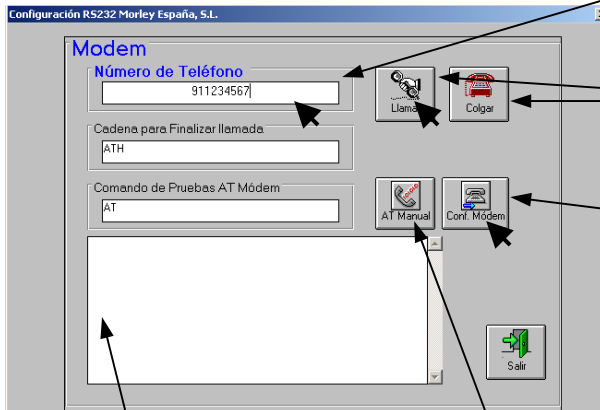 Configuración RS232 Morley España, S.L.
Modem
Número de Teléfono
911234567
Llamar
Colgar
Cadena para Finalizar llamada
ATH
Comando de Pruebas AT Módem
AT
AT Manual
Conf. Módem
Salir